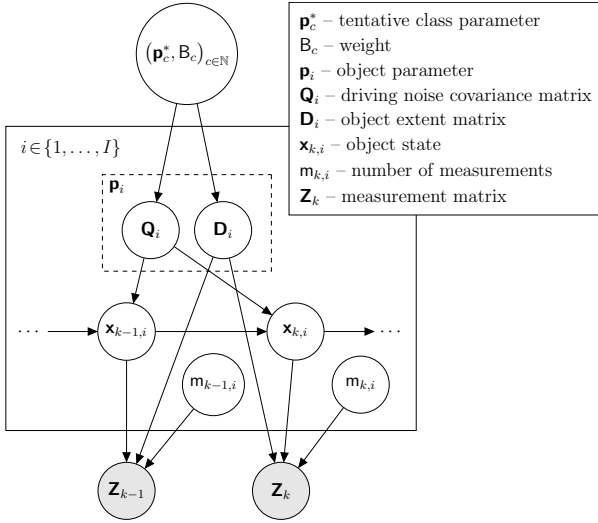 (𝐩*_c, B_c)_{c∈ℕ}
𝐩*_c – tentative class parameter
B_c – weight
𝐩_i – object parameter
𝐐_i – driving noise covariance matrix
𝐃_i – object extent matrix
𝐱_{k,i} – object state
m_{k,i} – number of measurements
𝐙_k – measurement matrix
i∈{1, …, I}
𝐩_i
𝐐_i
𝐃_i
⋯
𝐱_{k−1,i}
𝐱_{k,i}
⋯
m_{k−1,i}
m_{k,i}
𝐙_{k−1}
𝐙_k